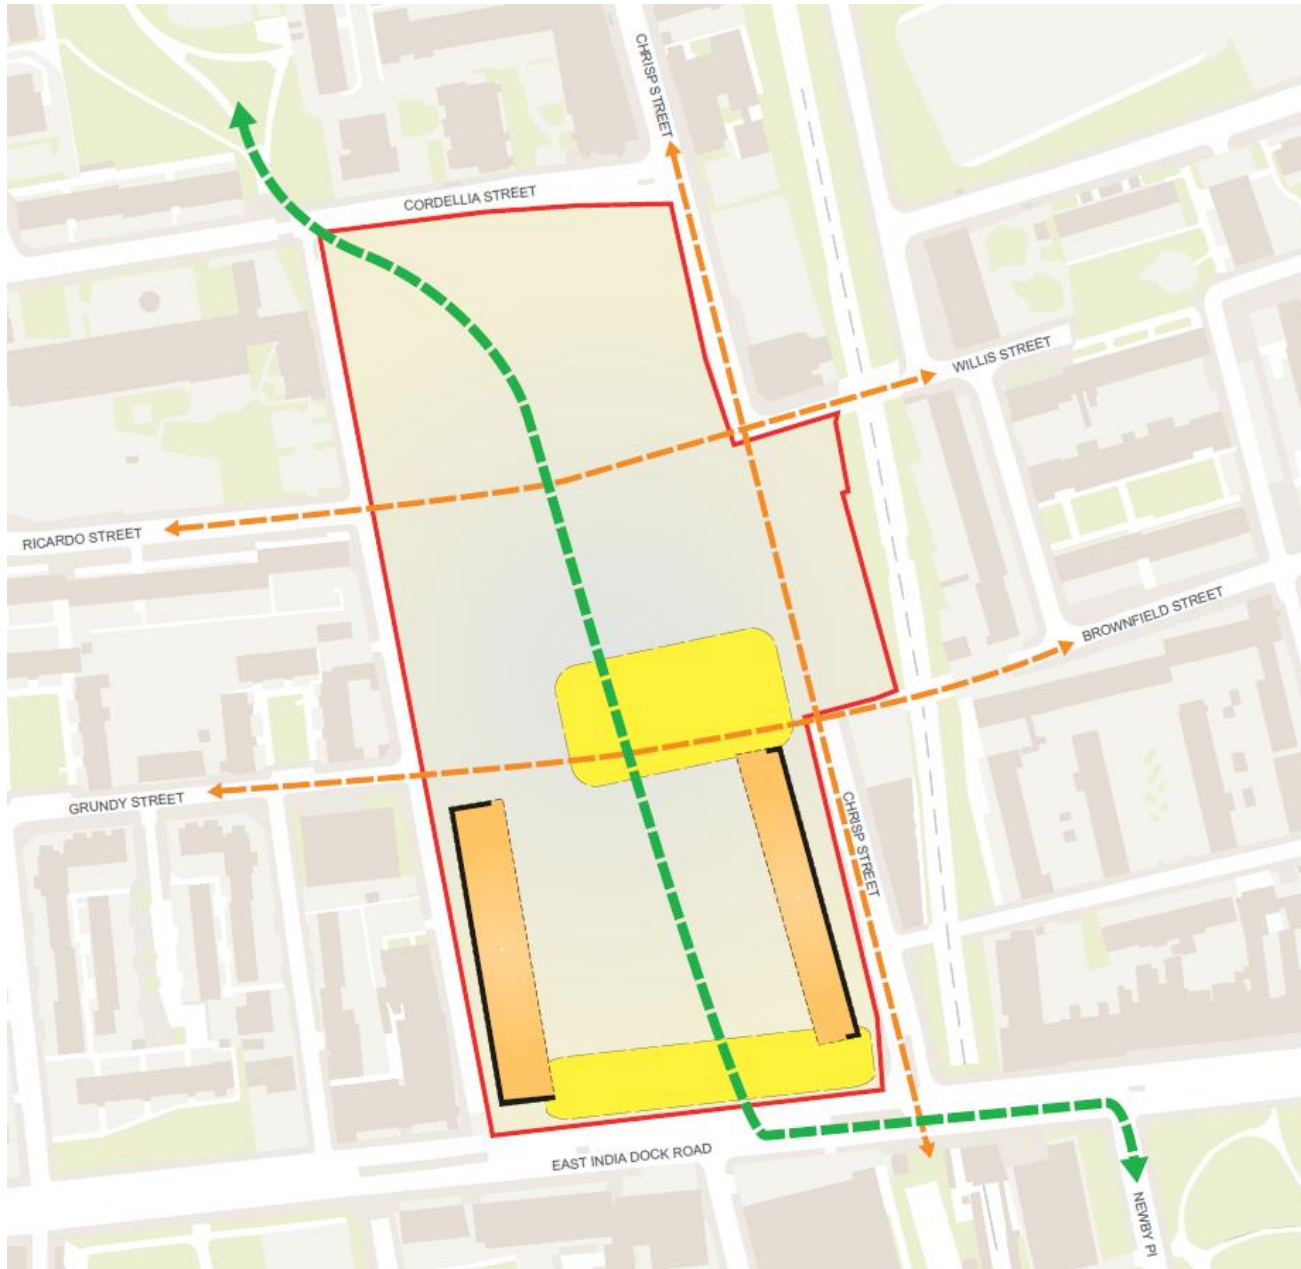 CHRISP STREET
CORDELLIA STREET
WILLIS STREET
RICARDO STREET
BROWNFIELD STREET
GRUNDY STREET
CHRISP STREET
EAST INDIA DOCK ROAD
NEWBY Pl